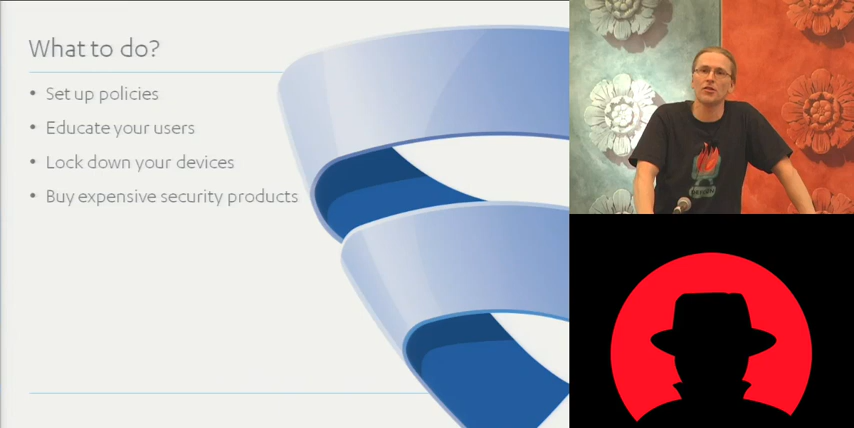 What to do?
• Set up policies
• Educate your users
• Lock down your devices
• Buy expensive security products